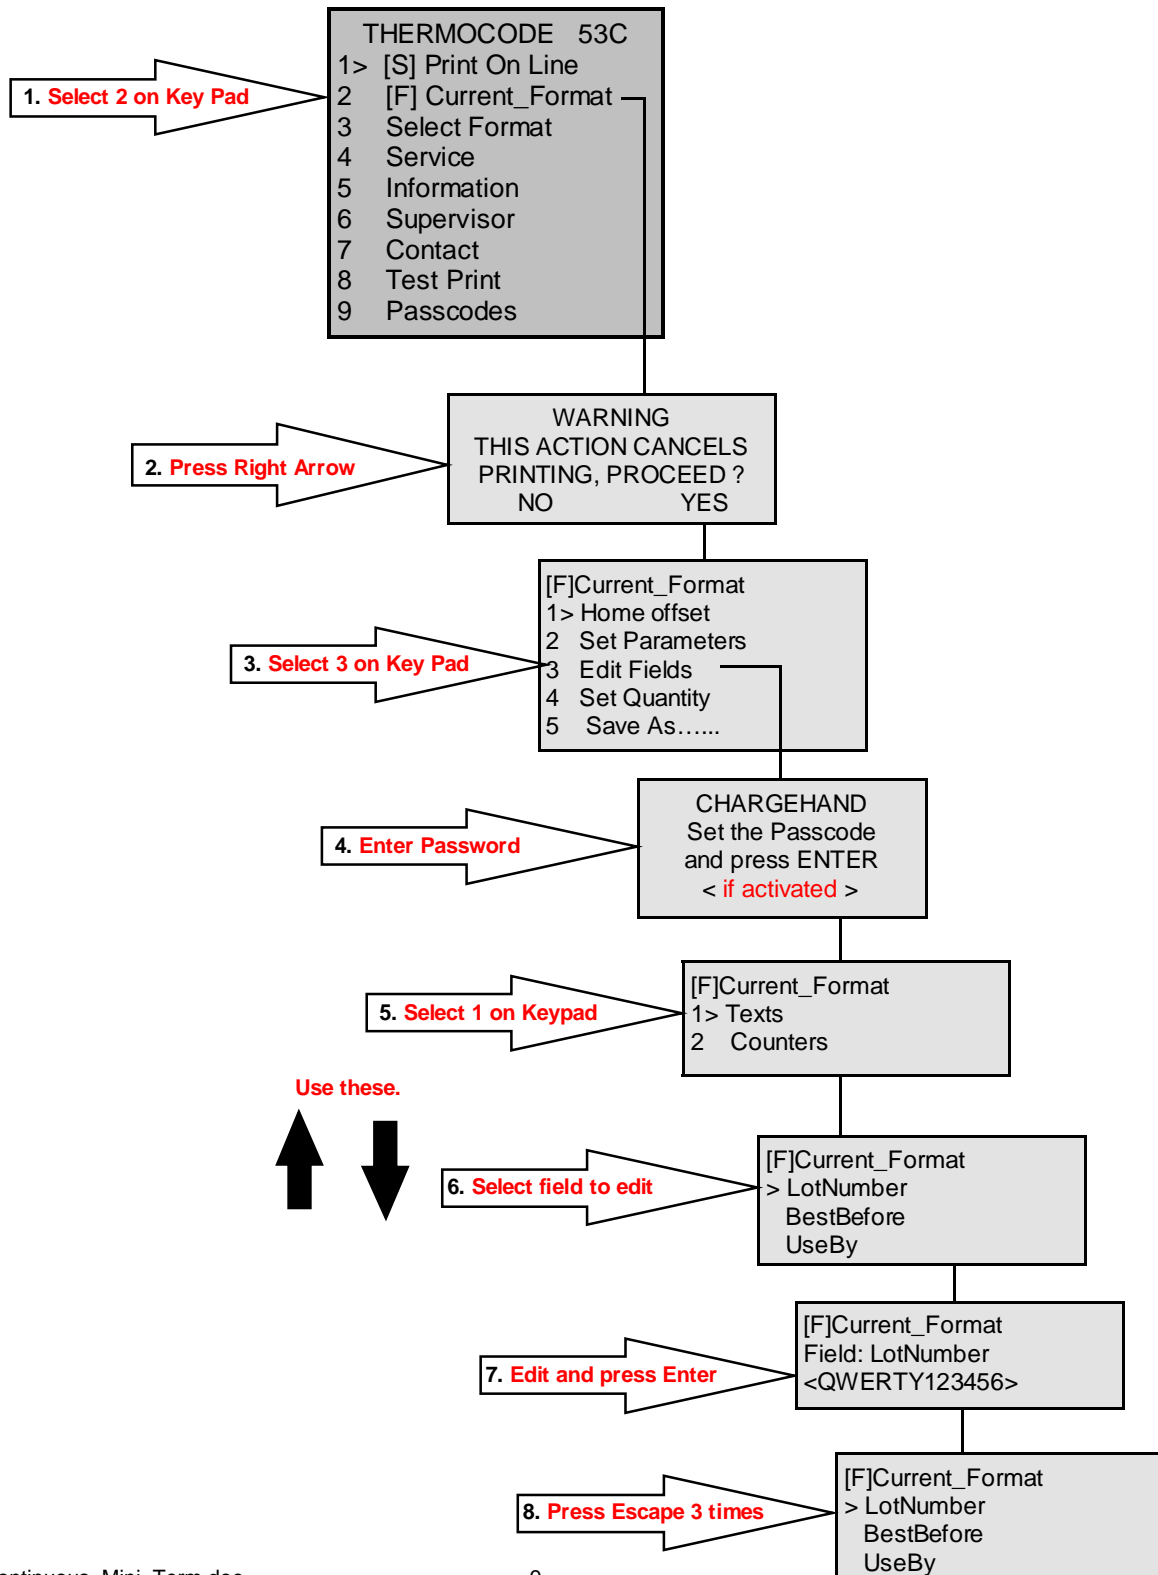 THERMOCODE 53C
1> [S] Print On Line
1. Select 2 on Key Pad
2 [F] Current_Format
3 Select Format
4 Service
5 Information
6 Supervisor
7 Contact
8 Test Print
9 Passcodes
WARNING
THIS ACTION CANCELS
PRINTING, PROCEED ?
NO YES
2. Press Right Arrow
[F]Current_Format
1> Home offset
2 Set Parameters
3 Edit Fields
4 Set Quantity
5 Save As…...
3. Select 3 on Key Pad
CHARGEHAND
Set the Passcode
and press ENTER
< if activated >
4. Enter Password
[F]Current_Format
1> Texts
2 Counters
5. Select 1 on Keypad
Use these.
[F]Current_Format
> LotNumber
BestBefore
UseBy
6. Select field to edit
[F]Current_Format
Field: LotNumber
<QWERTY123456>
7. Edit and press Enter
[F]Current_Format
> LotNumber
BestBefore
UseBy
8. Press Escape 3 times